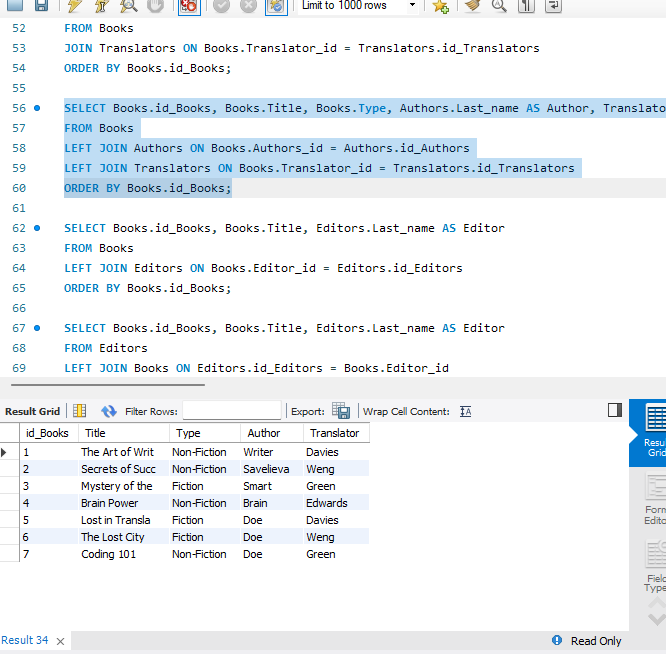 Limit to 1000 rows
52 FROM Books
53 JOIN Translators ON Books.Translator_id = Translators.id_Translators
54 ORDER BY Books.id_Books;
55
56 SELECT Books.id_Books, Books.Title, Books.Type, Authors.Last_name AS Author, Translato
57 FROM Books
58 LEFT JOIN Authors ON Books.Authors_id = Authors.id_Authors
59 LEFT JOIN Translators ON Books.Translator_id = Translators.id_Translators
60 ORDER BY Books.id_Books;
61
62 SELECT Books.id_Books, Books.Title, Editors.Last_name AS Editor
63 FROM Books
64 LEFT JOIN Editors ON Books.Editor_id = Editors.id_Editors
65 ORDER BY Books.id_Books;
66
67 SELECT Books.id_Books, Books.Title, Editors.Last_name AS Editor
68 FROM Editors
69 LEFT JOIN Books ON Editors.id_Editors = Books.Editor_id
Result Grid Filter Rows: Export: Wrap Cell Content: IA
id_Books Title Type Author Translator
1 The Art of Writ Non-Fiction Writer Davies
2 Secrets of Succ Non-Fiction Savelieva Weng
3 Mystery of the Fiction Smart Green
4 Brain Power Non-Fiction Brain Edwards
5 Lost in Transla Fiction Doe Davies
6 The Lost City Fiction Doe Weng
7 Coding 101 Non-Fiction Doe Green
Resu
Grid
Form
Edito
Field
Type
Result 34 Read Only